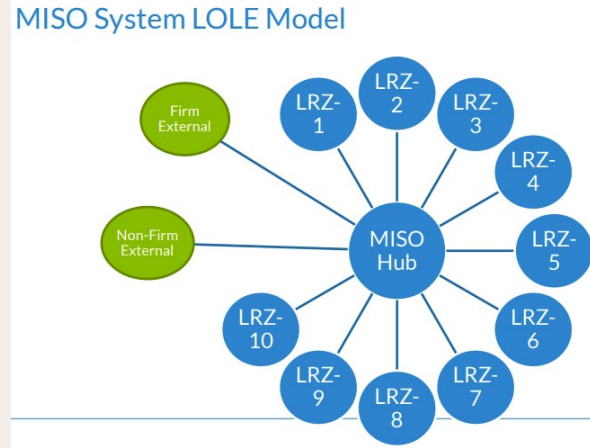 MISO System LOLE Model
Firm
External
Non-Firm
External
LRZ-
1
LRZ-
2
LRZ-
3
LRZ-
4
LRZ-
5
LRZ-
6
LRZ-
7
LRZ-
8
LRZ-
9
LRZ-
10
MISO
Hub